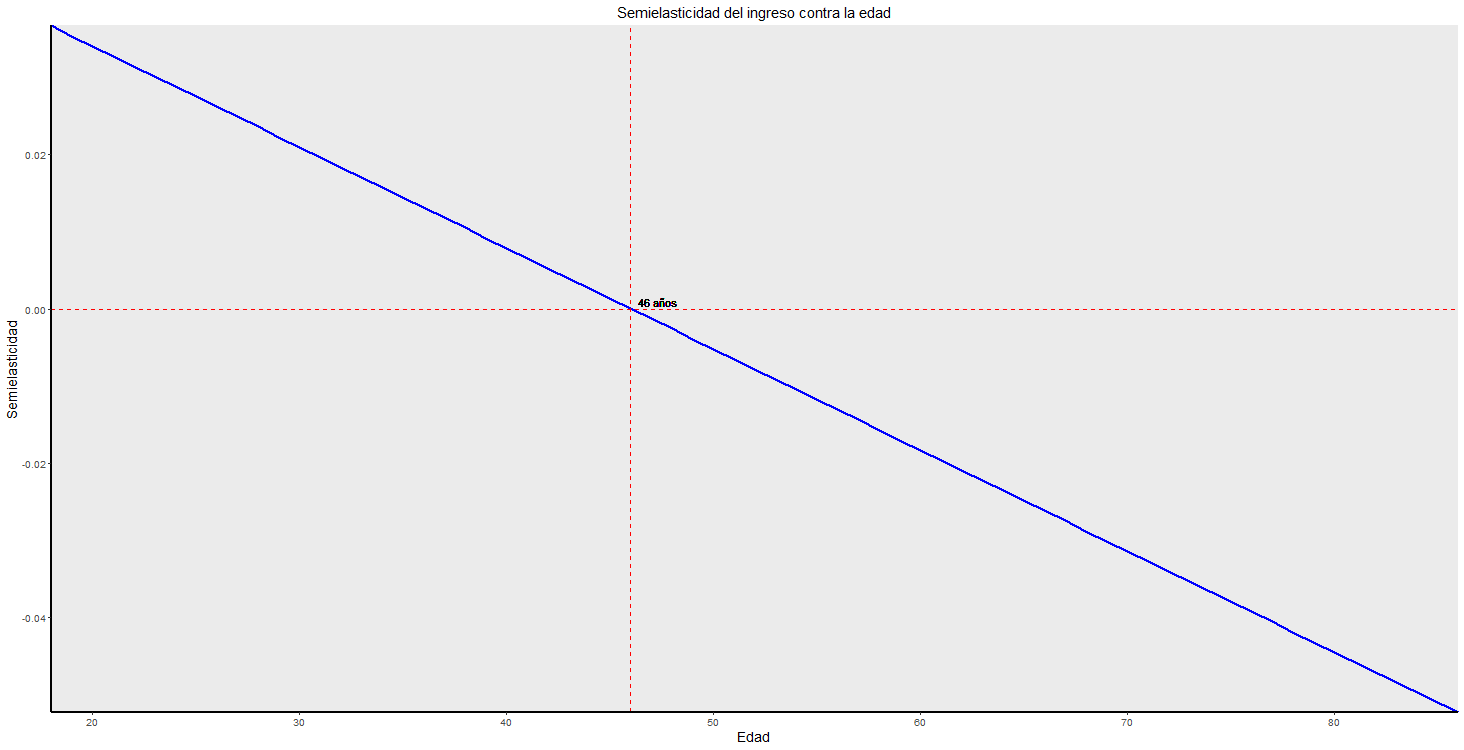 Semielasticidad del ingreso contra la edad
Semielasticidad
0.02
0.00
-0.02
-0.04
46 años
20 30 40 50 60 70 80
Edad